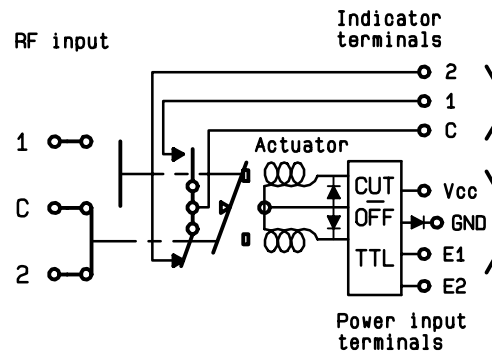 Indicator
terminals
RF input
2
1
C
1
Actuator
CUT
OFF
TTL
Vcc
GND
E1
E2
C
2
Power input
terminals